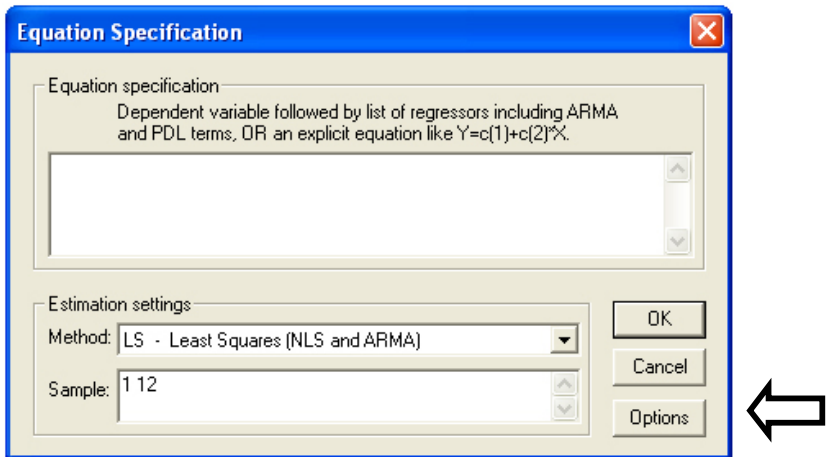 Equation Specification
Equation specification
Dependent variable followed by list of regressors including ARMA
and PDL terms, OR an explicit equation like Y=c(1)+c(2)*X.
Estimation settings
Method: LS - Least Squares (NLS and ARMA)
Sample: 1 12
OK
Cancel
Options